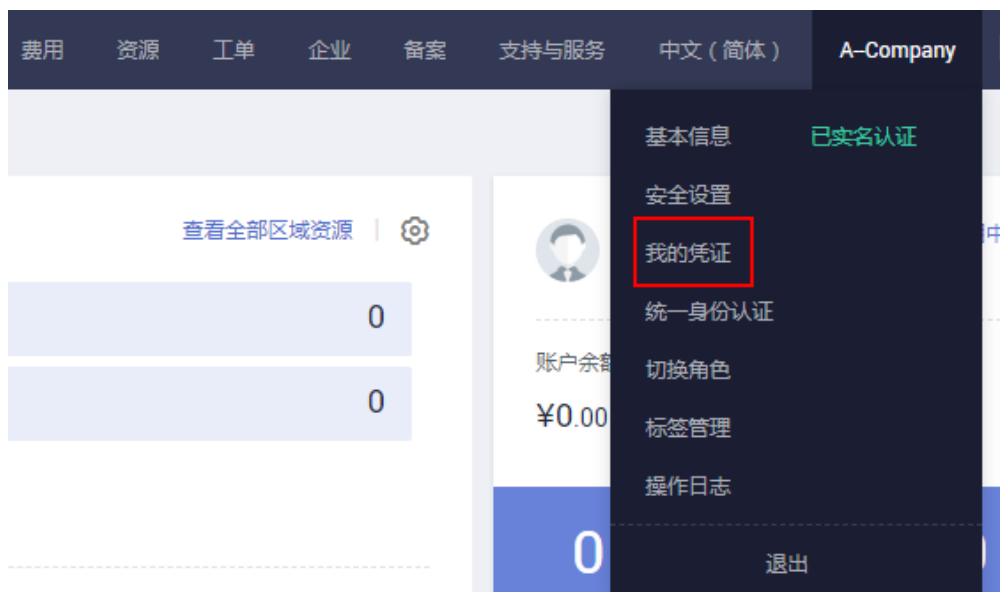 费用 资源 工单 企业 备案 支持与服务 中文（简体） A–Company
基本信息 已实名认证
安全设置
查看全部区域资源
我的凭证
中
0
统一身份认证
账户余额
切换角色
0
¥0.00
标签管理
操作日志
0
退出